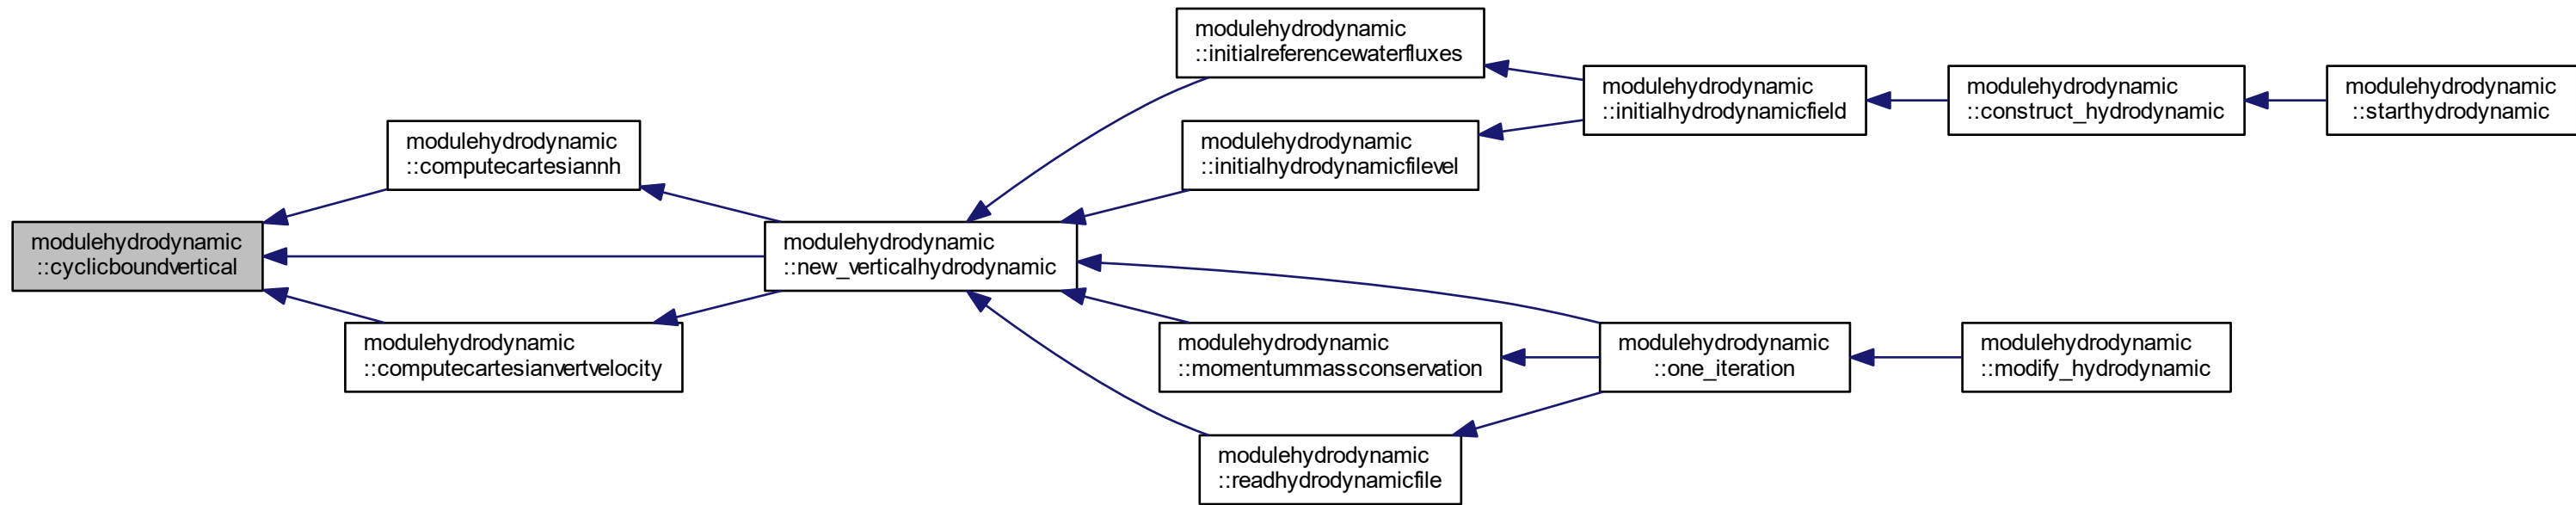 modulehydrodynamic
::cyclicboundvertical
modulehydrodynamic
::computecartesiannh
modulehydrodynamic
::computecartesianvertvelocity
modulehydrodynamic
::new_verticalhydrodynamic
modulehydrodynamic
::initialreferencewaterfluxes
modulehydrodynamic
::initialhydrodynamicfilevel
modulehydrodynamic
::momentummassconservation
modulehydrodynamic
::readhydrodynamicfile
modulehydrodynamic
::initialhydrodynamicfield
modulehydrodynamic
::one_iteration
modulehydrodynamic
::construct_hydrodynamic
modulehydrodynamic
::modify_hydrodynamic
modulehydrodynamic
::starthydrodynamic